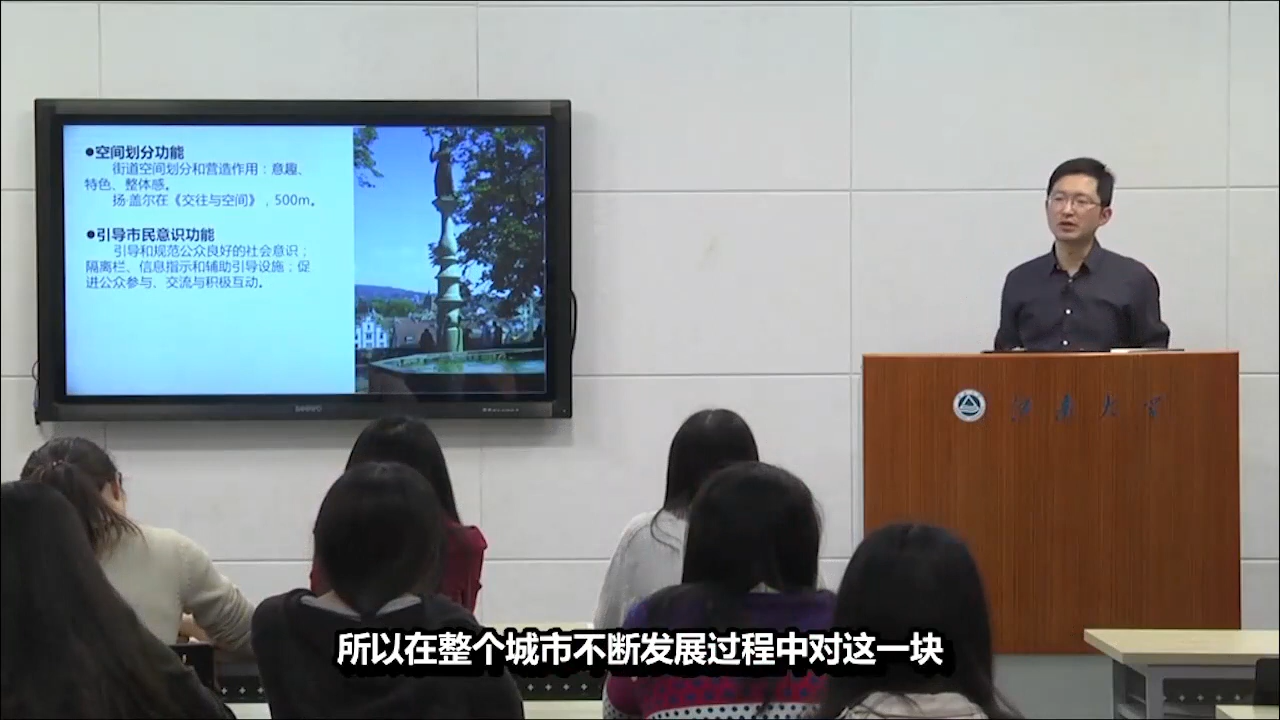 ●空间划分功能
街道空间划分和营造作用：意趣、
特色、整体感。
扬·盖尔在《交往与空间》，500m。
●引导市民意识功能
引导和规范公众良好的社会意识；
隔离栏、信息指示和辅助引导设施；促
进公众参与、交流与积极互动。
江南大学
所以在整个城市不断发展过程中对这一块